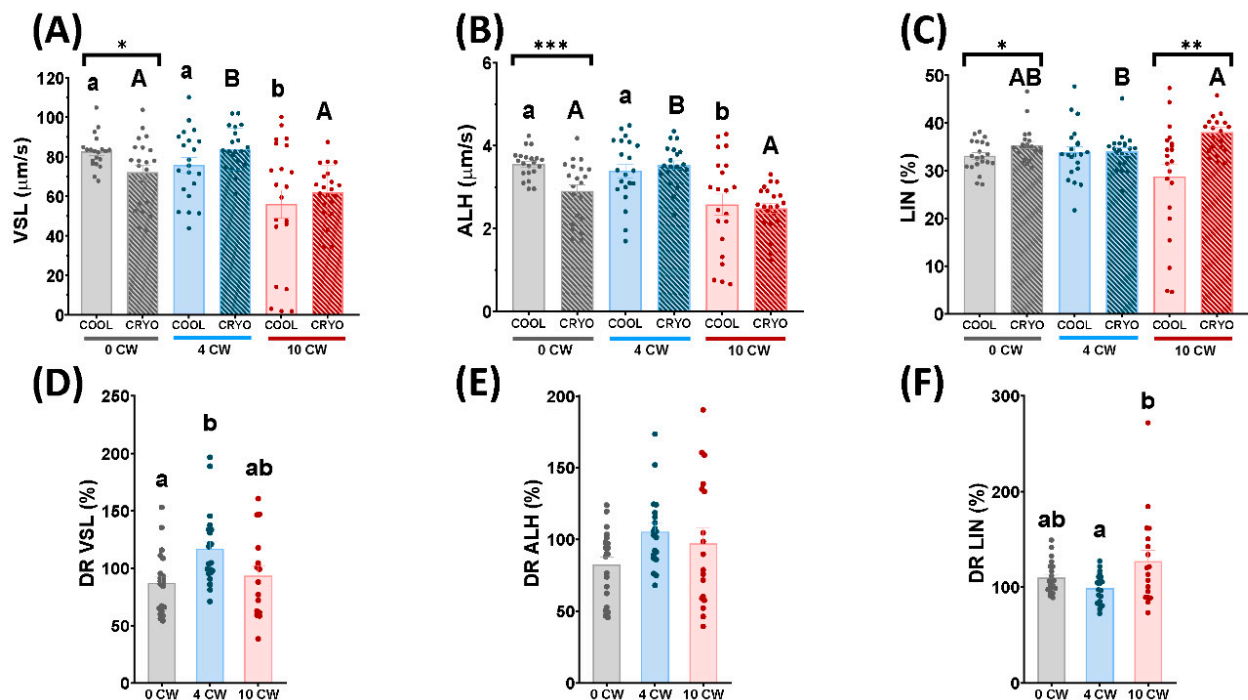 (A)
*
a A a B b A
VSL (μm/s)
120
100
80
60
40
20
0
COOL CRYO COOL CRYO COOL CRYO
0 CW 4 CW 10 CW
(B)
***
a A a B b A
ALH (μm/s)
6
4
2
0
COOL CRYO COOL CRYO COOL CRYO
0 CW 4 CW 10 CW
(C)
* **
AB B A
LIN (%)
50
40
30
20
10
0
COOL CRYO COOL CRYO COOL CRYO
0 CW 4 CW 10 CW
(D)
a b ab
DR VSL (%)
250
200
150
100
50
0
0 CW 4 CW 10 CW
(E)
DR ALH (%)
200
150
100
50
0
0 CW 4 CW 10 CW
(F)
ab a b
DR LIN (%)
300
200
100
0
0 CW 4 CW 10 CW